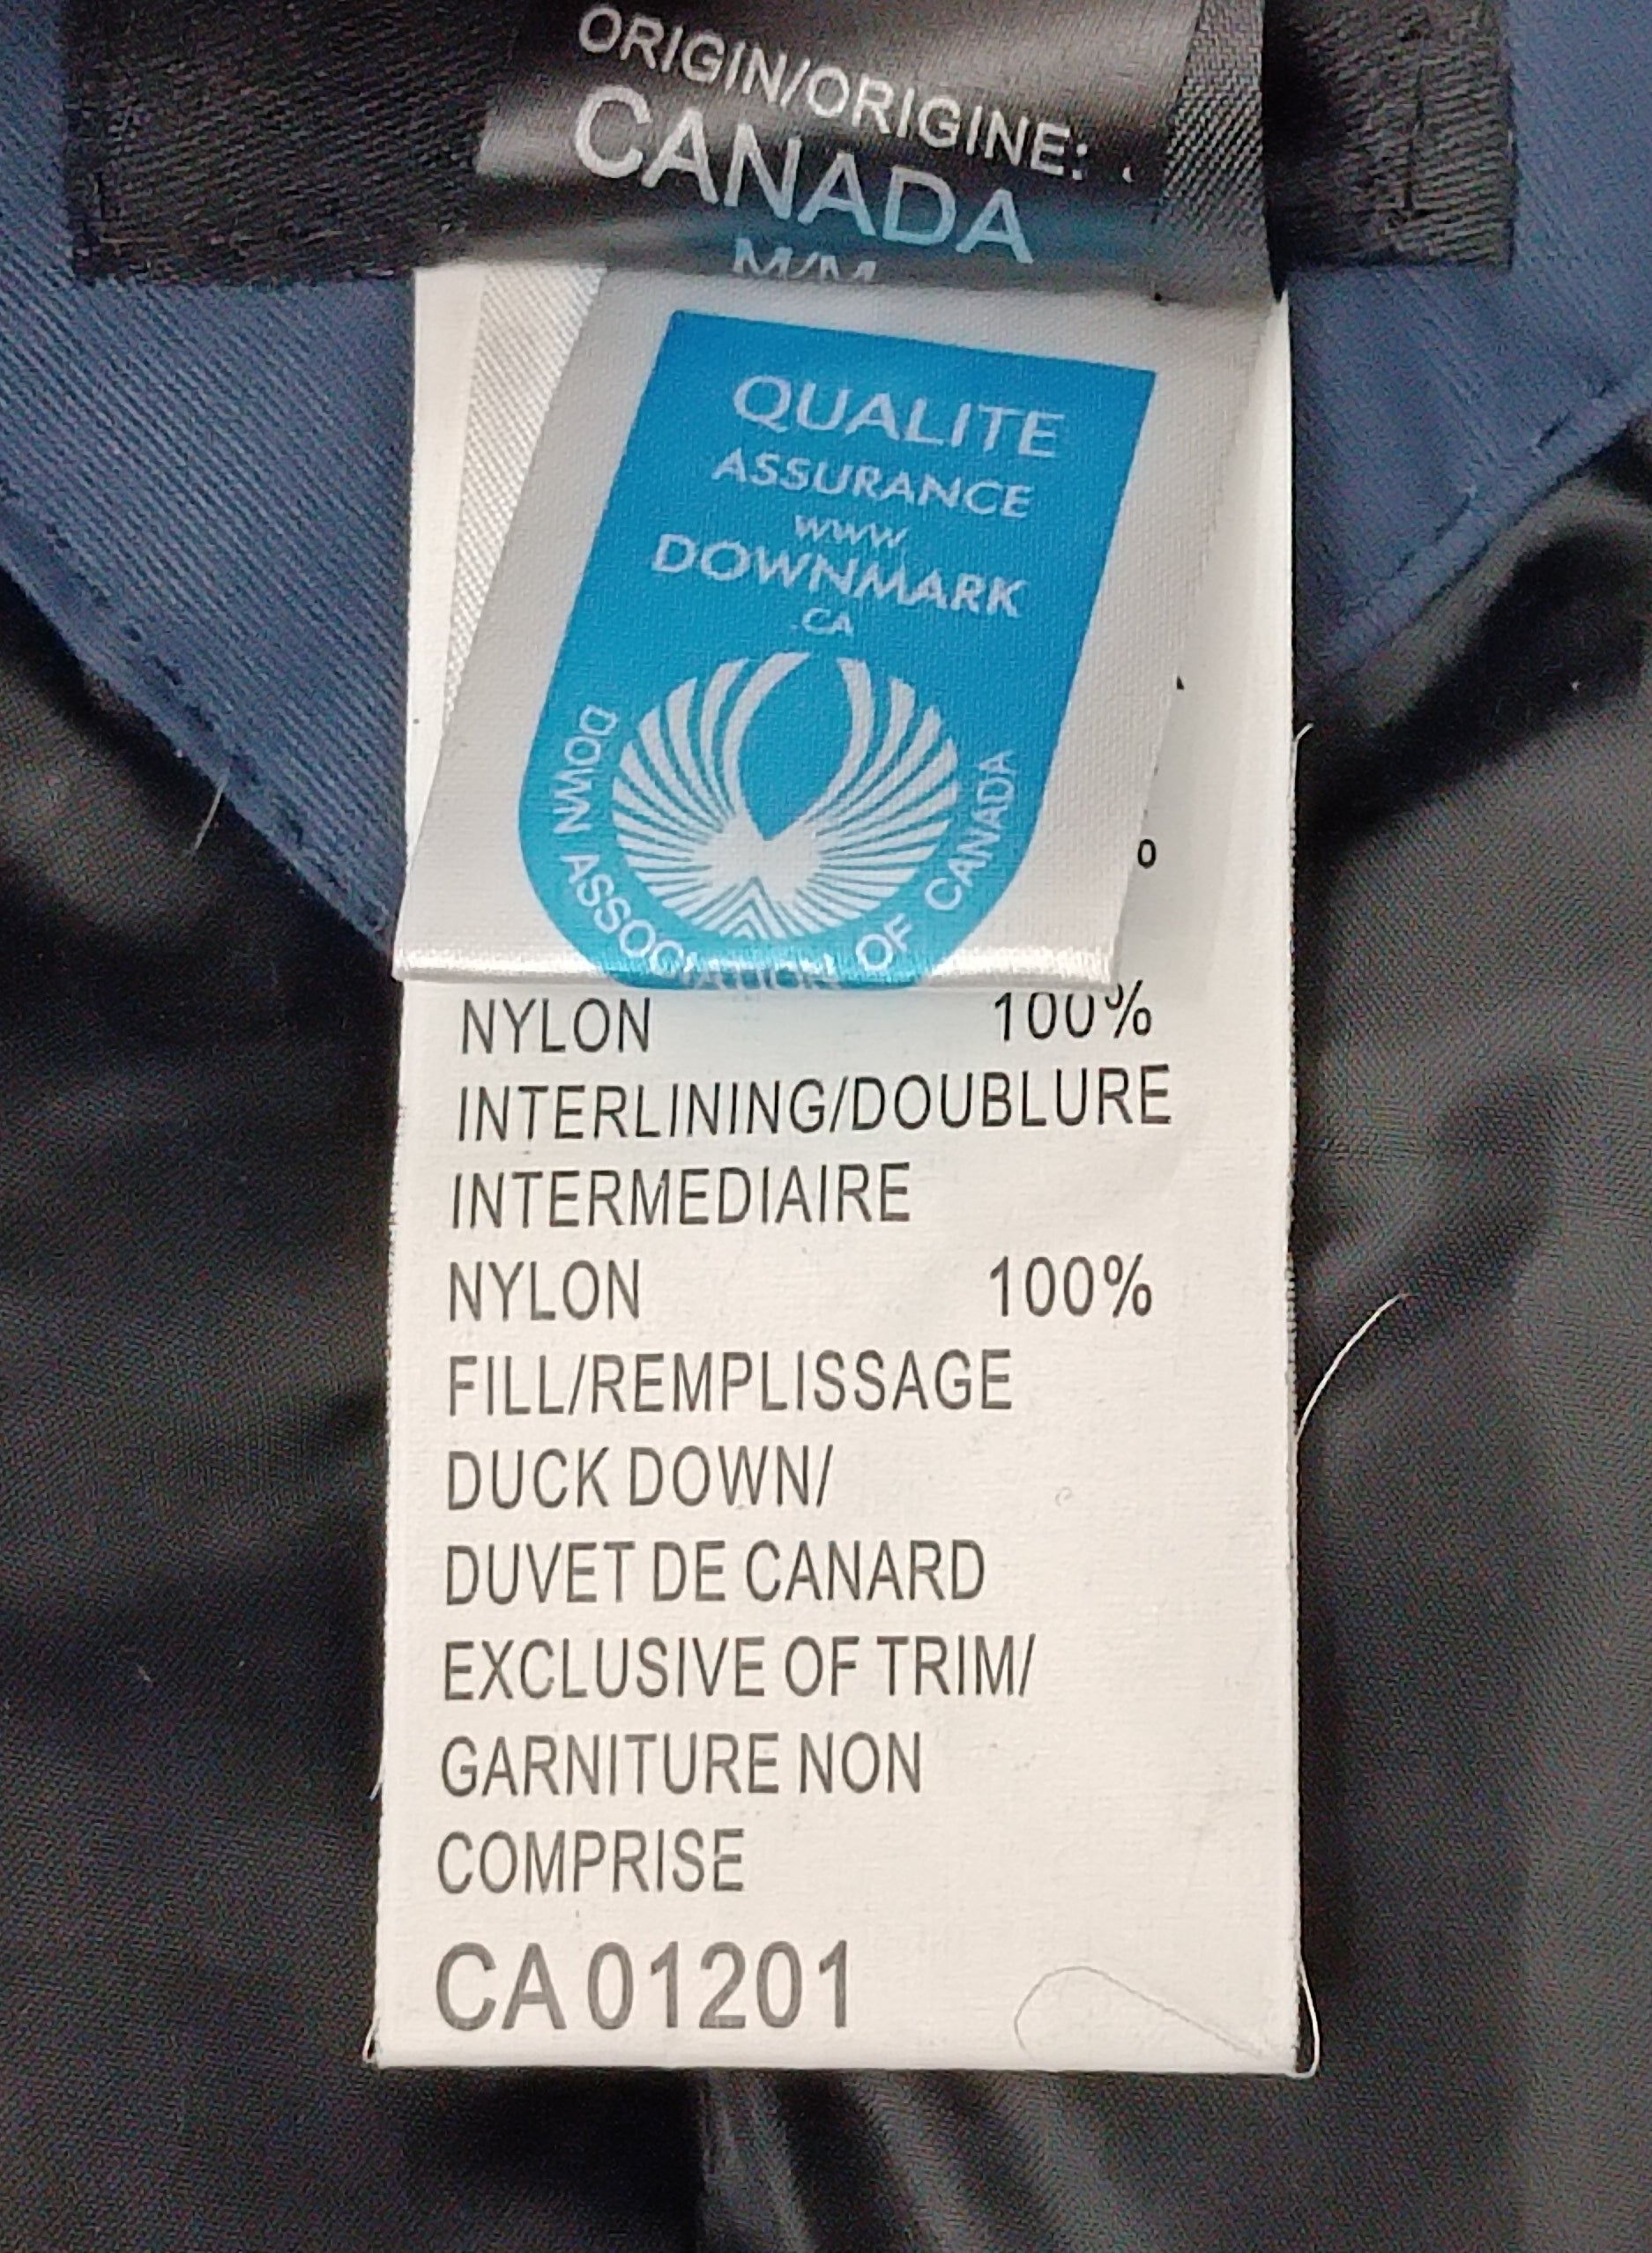 ORIGIN/ORIGINE:
CANADA
M/M
QUALITE
ASSURANCE
www.
DOWNMARK
.CA
DOWN ASSOCIATION OF CANADA
NYLON 100%
INTERLINING/DOUBLURE
INTERMEDIAIRE
NYLON 100%
FILL/REMPLISSAGE
DUCK DOWN/
DUVET DE CANARD
EXCLUSIVE OF TRIM/
GARNITURE NON
COMPRISE
CA 01201